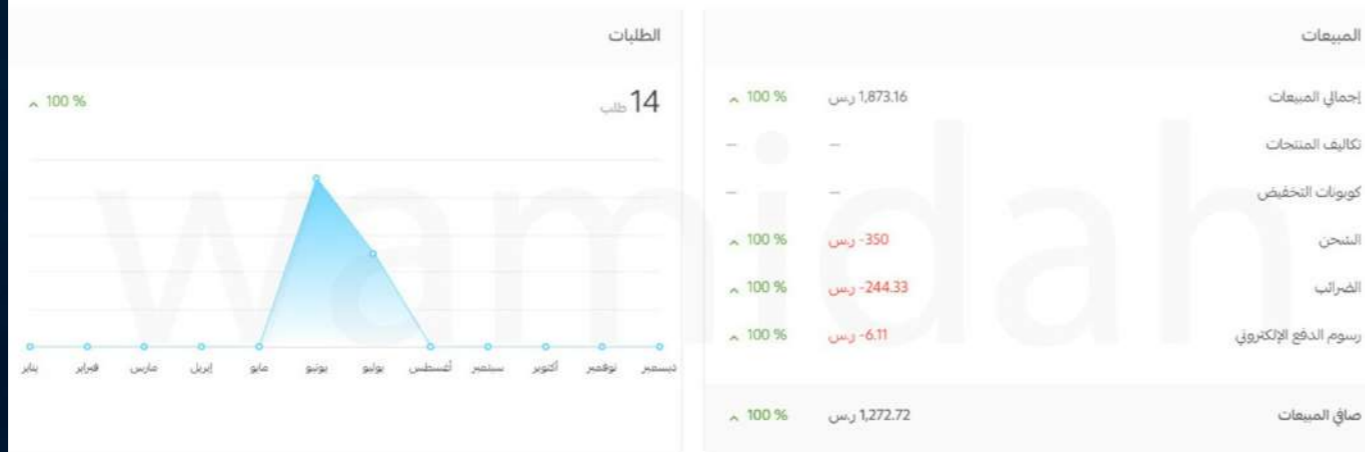 المبيعات
إجمالي المبيعات 1,873.16 ر.س 100 %
تكاليف المنتجات — —
كوبونات التخفيض — —
الشحن -350 ر.س 100 %
الضرائب -244.33 ر.س 100 %
رسوم الدفع الإلكتروني -6.11 ر.س 100 %
صافي المبيعات 1,272.72 ر.س 100 %
الطلبات
14 طلب 100 %
يناير فبراير مارس إبريل مايو يونيو يوليو أغسطس سبتمبر أكتوبر نوفمبر ديسمبر
wamidah